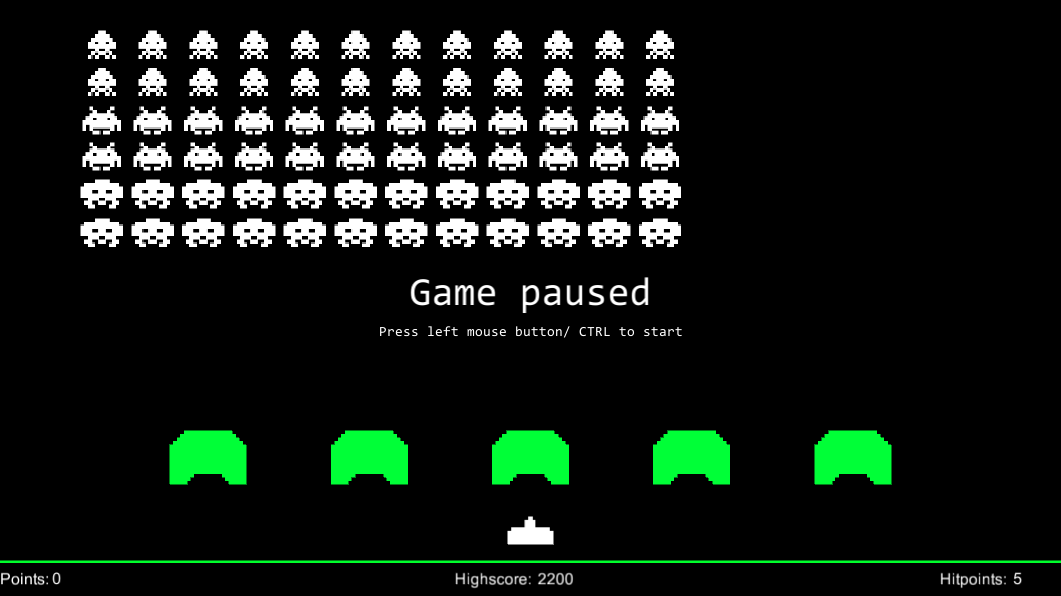 Game paused
Press left mouse button/ CTRL to start
Points: 0 Highscore: 2200 Hitpoints: 5